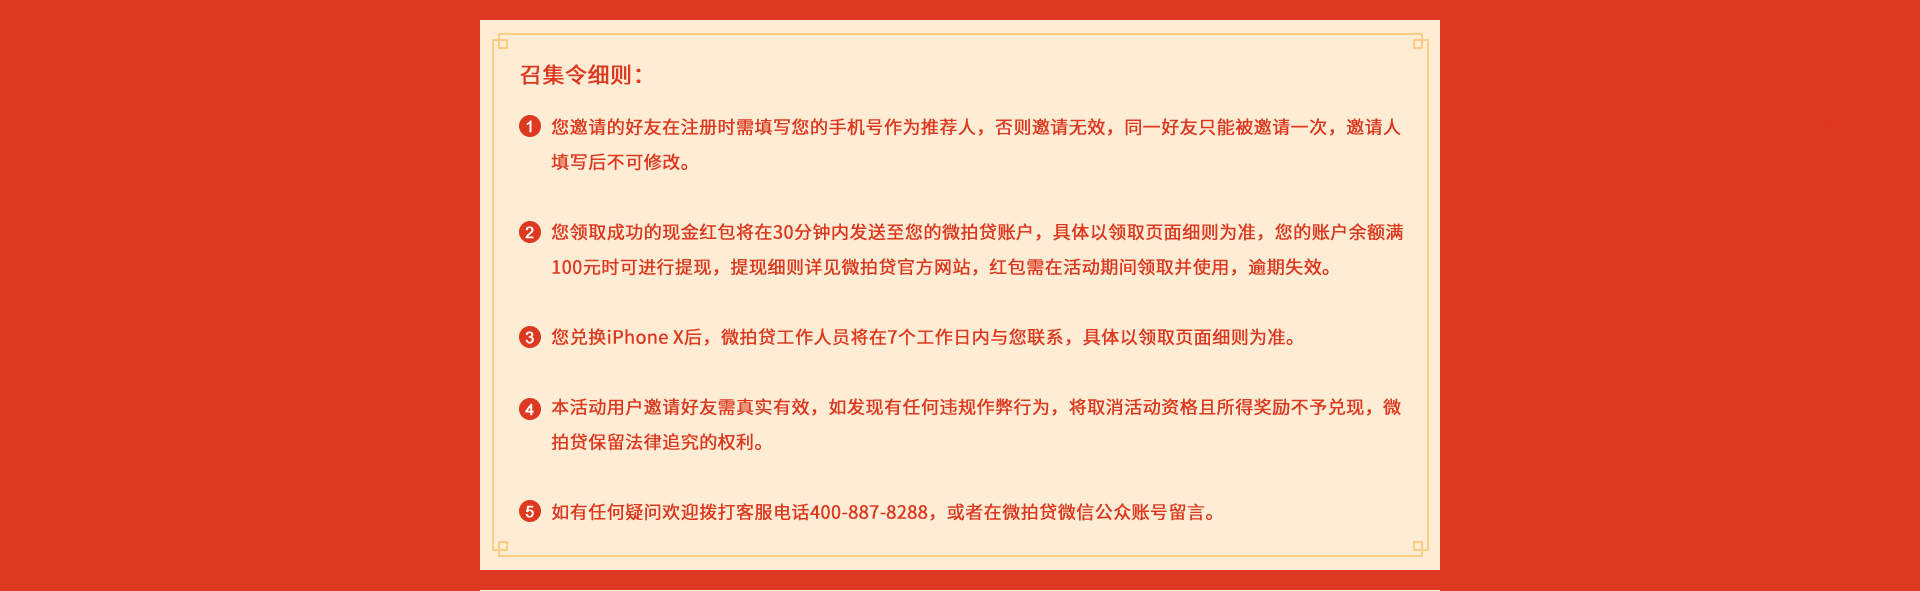 召集令细则：
1 您邀请的好友在注册时需填写您的手机号作为推荐人，否则邀请无效，同一好友只能被邀请一次，邀请人
填写后不可修改。
2 您领取成功的现金红包将在30分钟内发送至您的微拍贷账户，具体以领取页面细则为准，您的账户余额满
100元时可进行提现，提现细则详见微拍贷官方网站，红包需在活动期间领取并使用，逾期失效。
3 您兑换iPhone X后，微拍贷工作人员将在7个工作日内与您联系，具体以领取页面细则为准。
4 本活动用户邀请好友需真实有效，如发现有任何违规作弊行为，将取消活动资格且所得奖励不予兑现，微
拍贷保留法律追究的权利。
5 如有任何疑问欢迎拨打客服电话400-887-8288，或者在微拍贷微信公众账号留言。